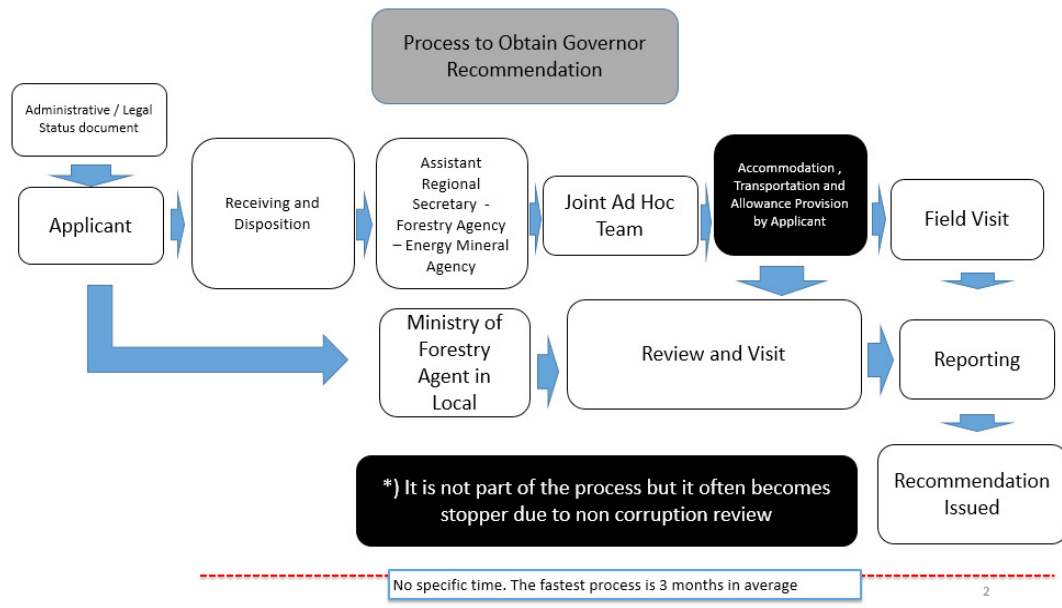 Process to Obtain Governor
Recommendation
Administrative / Legal
Status document
Applicant
Receiving and
Disposition
Assistant
Regional
Secretary -
Forestry Agency
– Energy Mineral
Agency
Joint Ad Hoc
Team
Accommodation ,
Transportation and
Allowance Provision
by Applicant
Field Visit
Ministry of
Forestry
Agent in
Local
Review and Visit
Reporting
*) It is not part of the process but it often becomes
stopper due to non corruption review
Recommendation
Issued
No specific time. The fastest process is 3 months in average
2